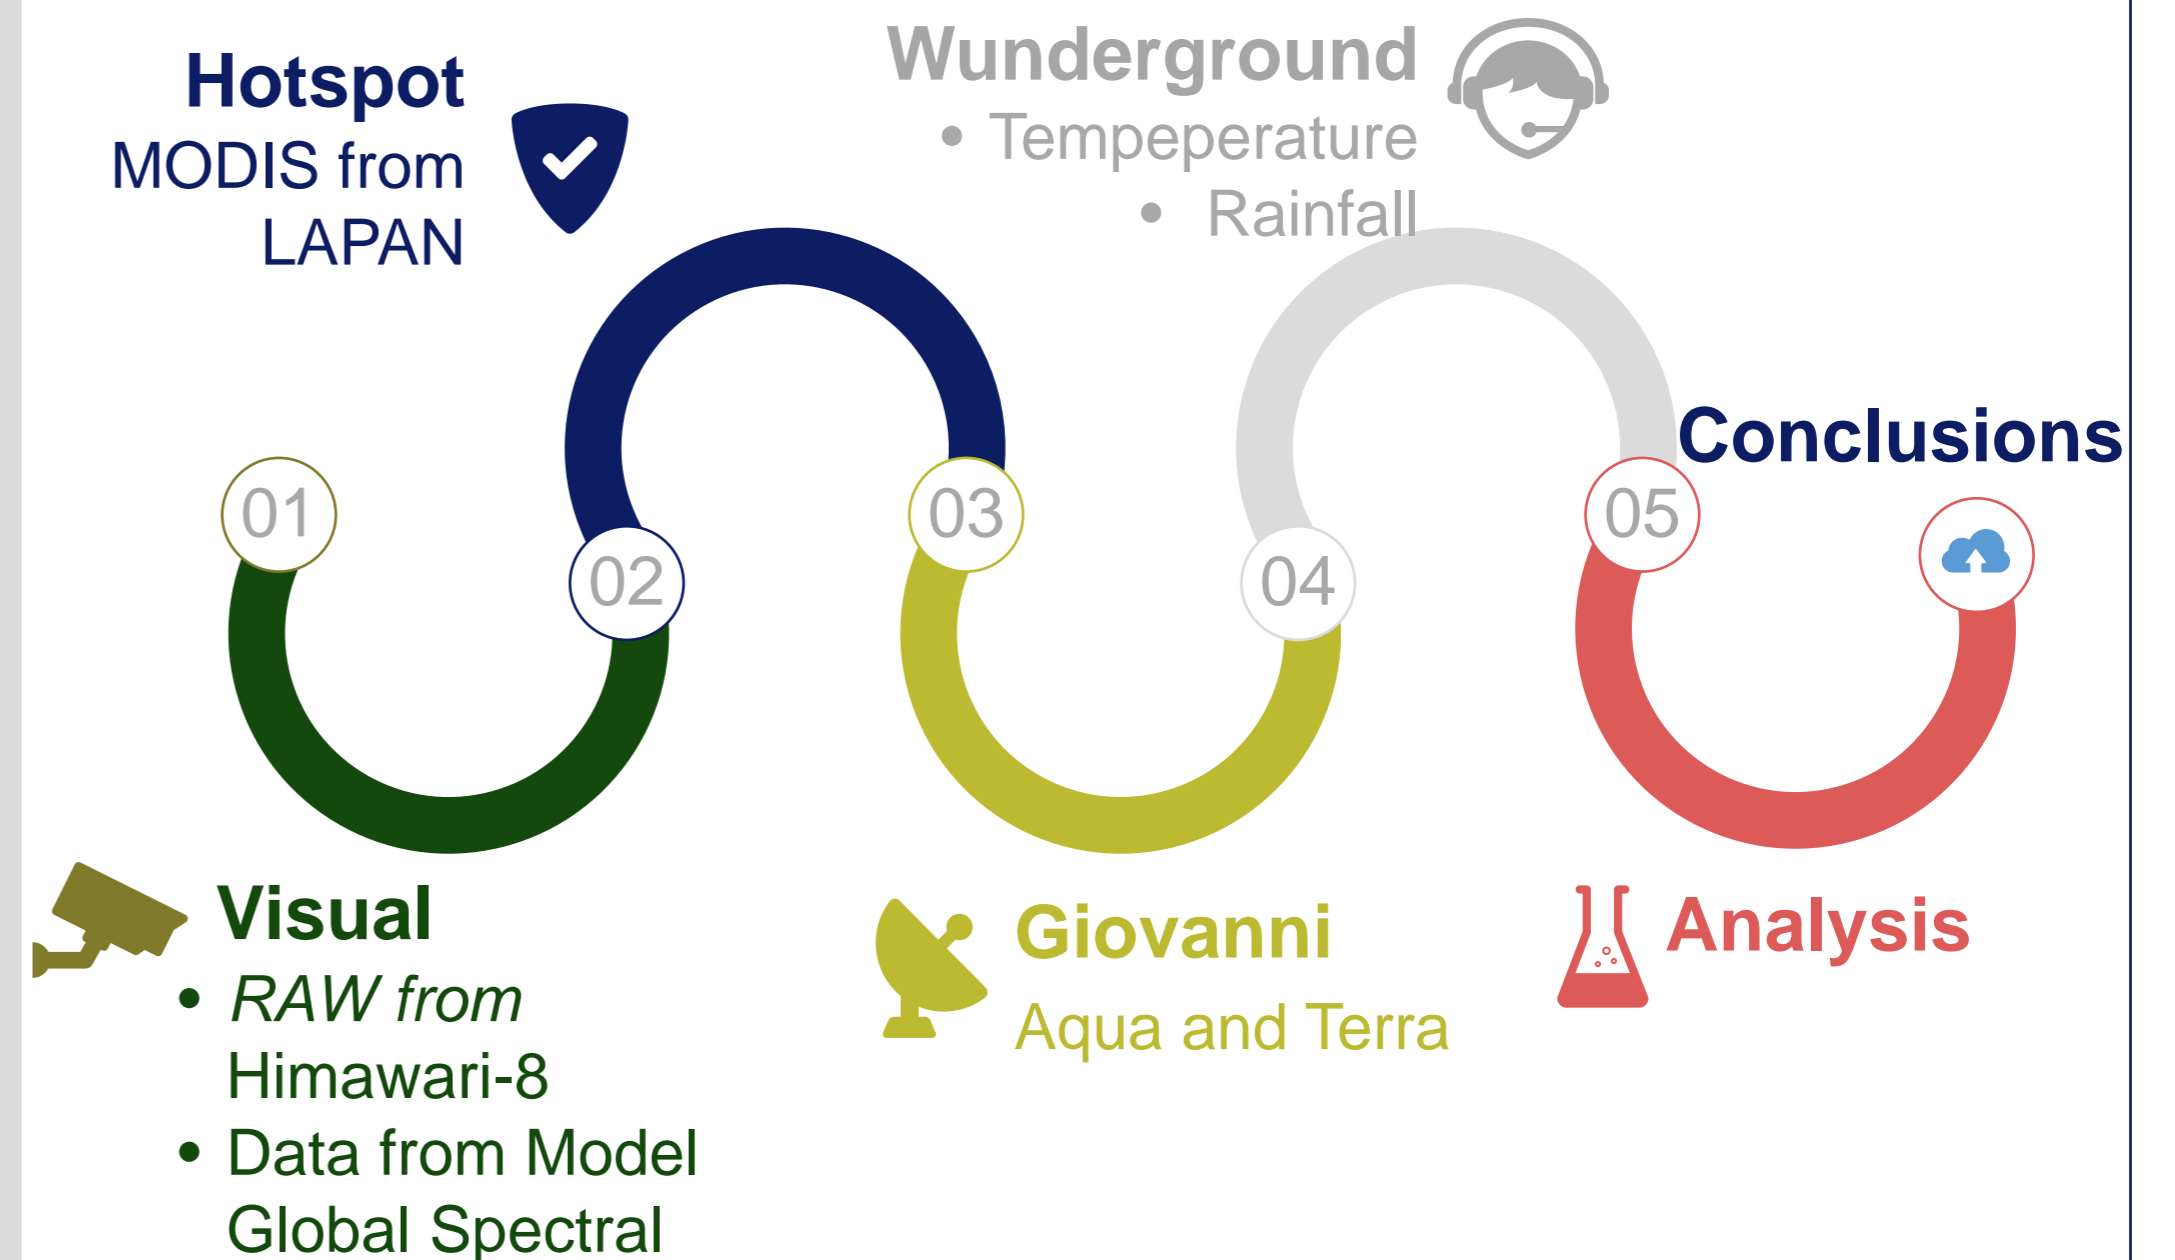 Hotspot
MODIS from
LAPAN
Wunderground
• Tempeperature
• Rainfall
Conclusions
01
02
03
04
05
Visual
• RAW from
Himawari-8
• Data from Model
Global Spectral
Giovanni
Aqua and Terra
Analysis